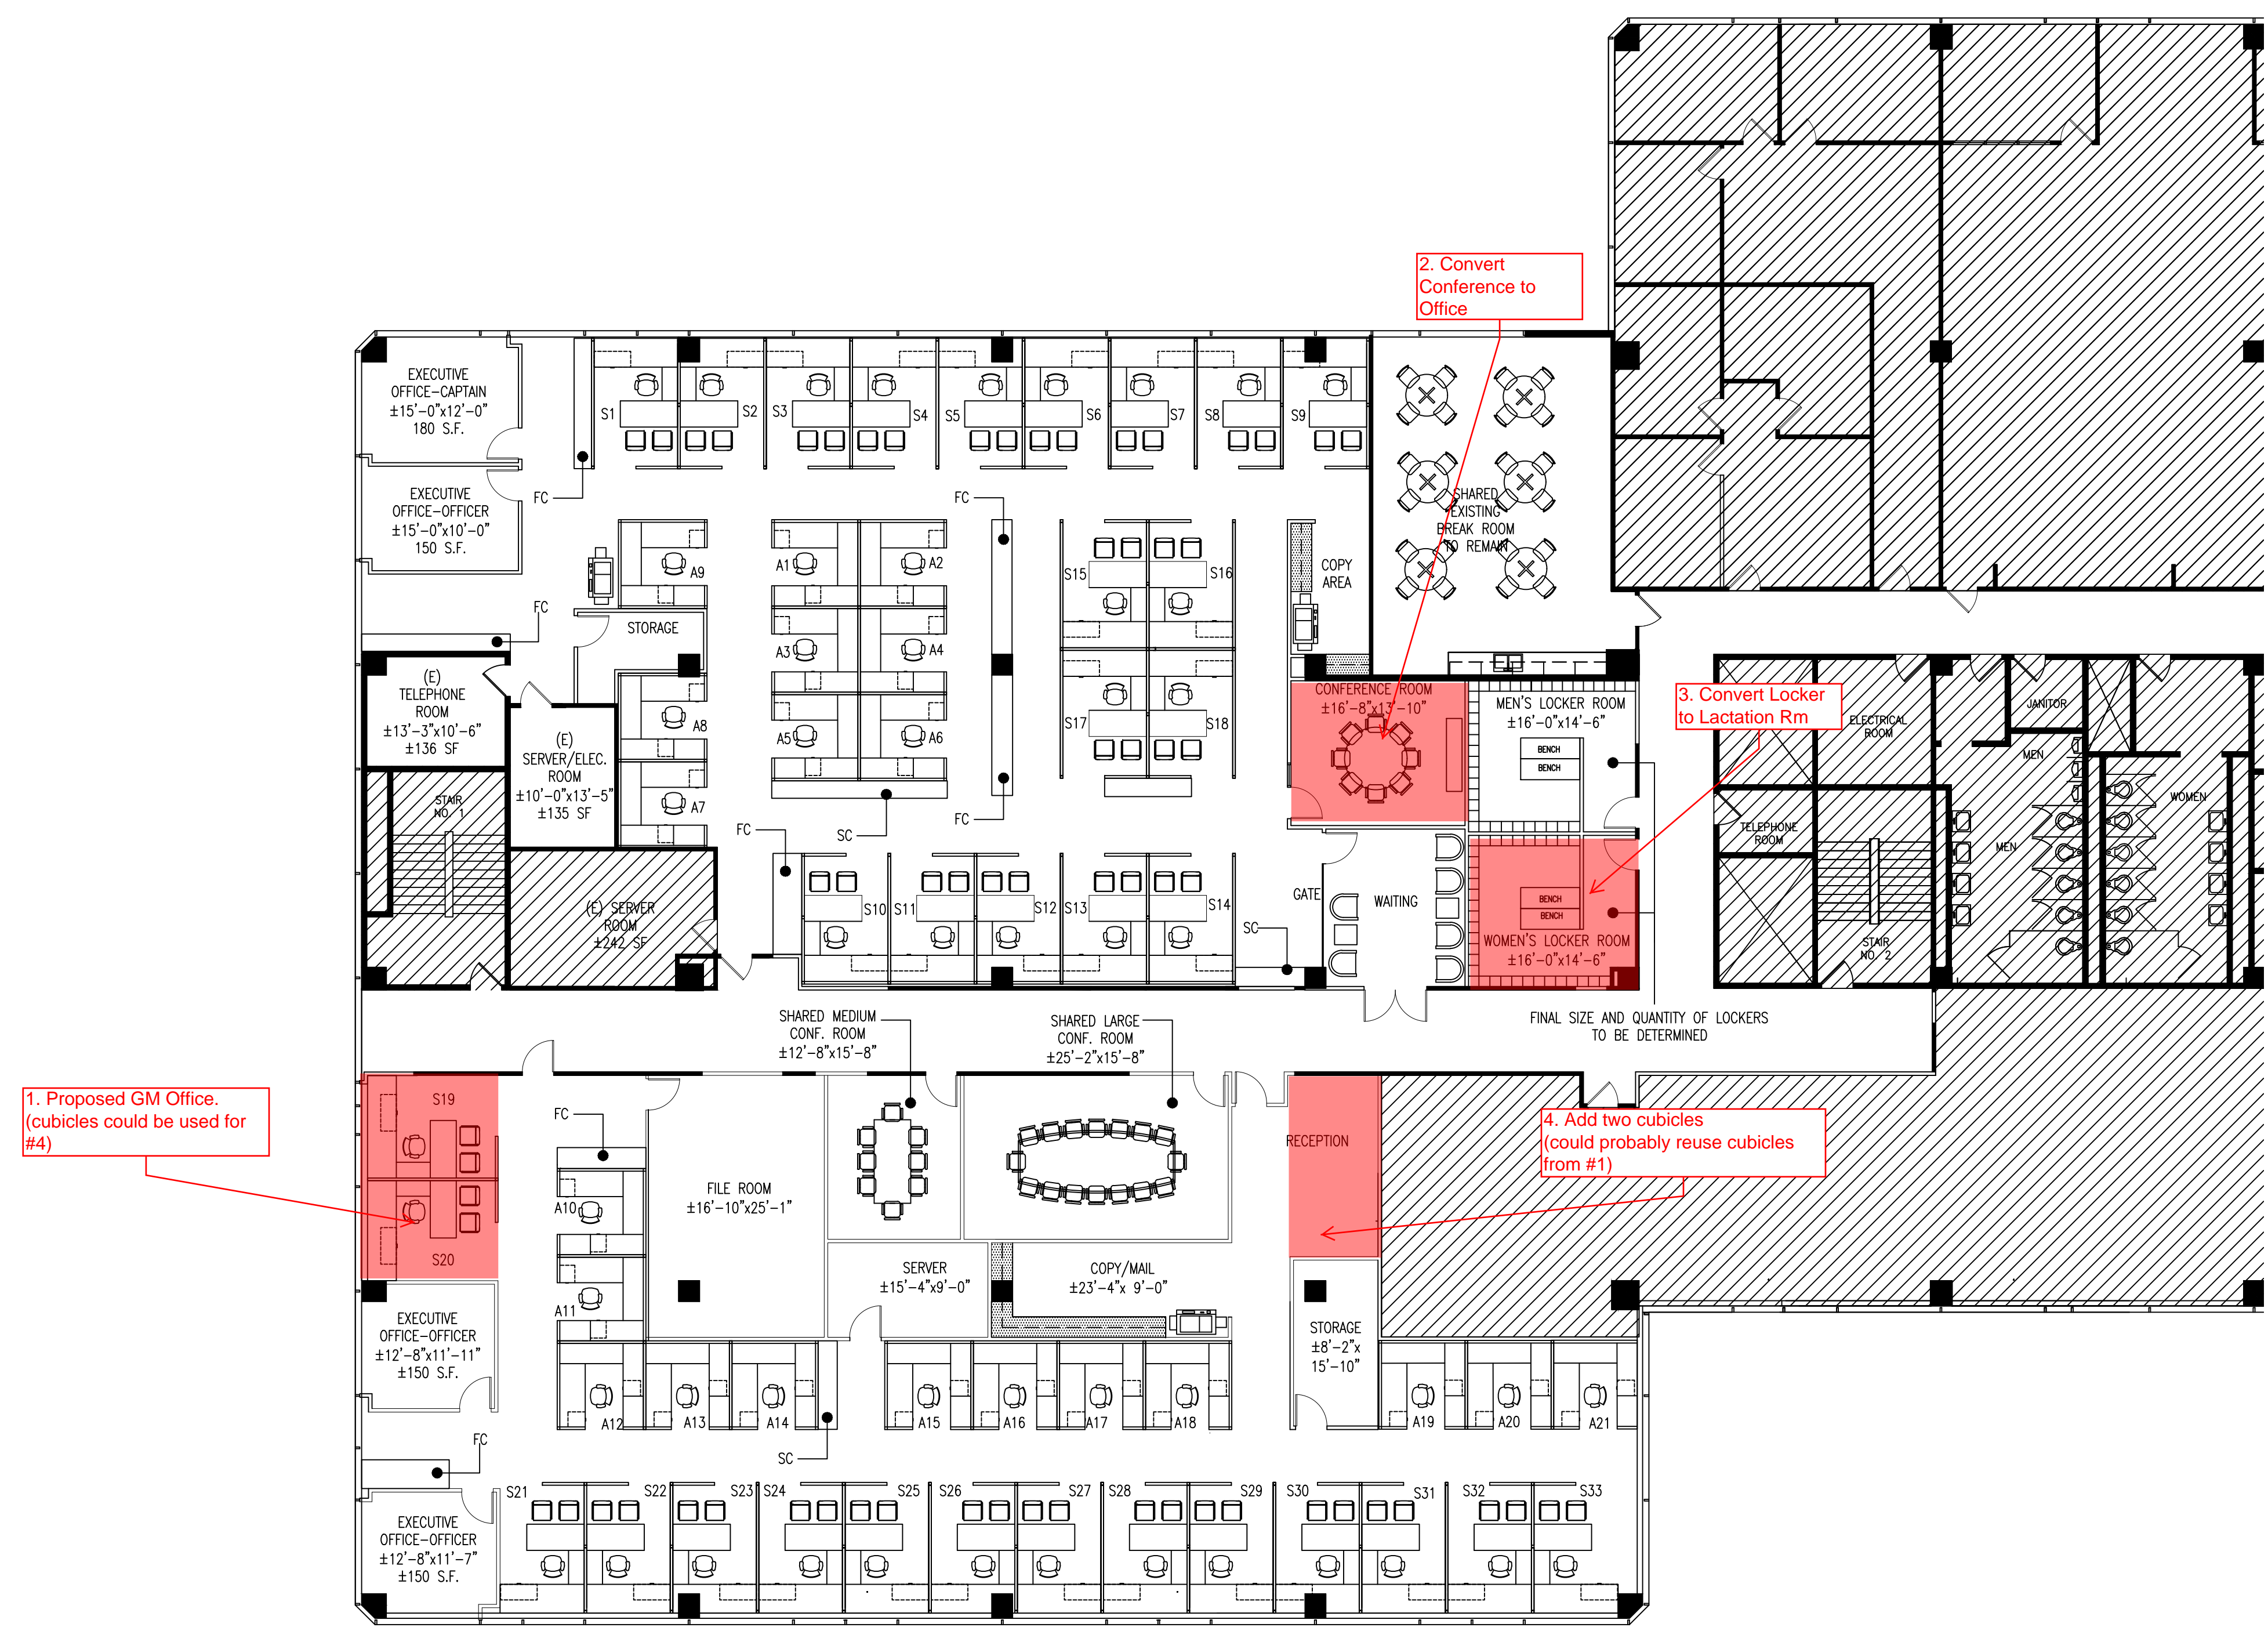 2. Convert
Conference to
Office
EXECUTIVE
OFFICE-CAPTAIN
±15'-0"x12'-0"
180 S.F.
S1
S2
S3
S4
S5
S6
S7
S8
S9
EXECUTIVE
OFFICE-OFFICER
±15'-0"x10'-0"
150 S.F.
FC
FC
SHARED
EXISTING
BREAK ROOM
TO REMAIN
A9
A1
A2
S15
S16
COPY
AREA
FC
STORAGE
A3
A4
(E)
TELEPHONE
ROOM
±13'-3"x10'-6"
±136 SF
A8
A5
A6
S17
S18
CONFERENCE ROOM
±16'-8"x13'-10"
MEN'S LOCKER ROOM
±16'-0"x14'-6"
BENCH
BENCH
3. Convert Locker
to Lactation Rm
ELECTRICAL
ROOM
JANITOR
MEN
WOMEN
(E)
SERVER/ELEC.
ROOM
±10'-0"x13'-5"
±135 SF
STAIR
NO. 1
A7
FC
SC
FC
TELEPHONE
ROOM
MEN
(E) SERVER
ROOM
±242 SF
S10
S11
S12
S13
S14
GATE
WAITING
SC
BENCH
BENCH
WOMEN'S LOCKER ROOM
±16'-0"x14'-6"
STAIR
NO. 2
SHARED MEDIUM
CONF. ROOM
±12'-8"x15'-8"
SHARED LARGE
CONF. ROOM
±25'-2"x15'-8"
FINAL SIZE AND QUANTITY OF LOCKERS
TO BE DETERMINED
1. Proposed GM Office.
(cubicles could be used for
#4)
S19
FC
RECEPTION
4. Add two cubicles
(could probably reuse cubicles
from #1)
FILE ROOM
±16'-10"x25'-1"
A10
S20
SERVER
±15'-4"x9'-0"
COPY/MAIL
±23'-4"x 9'-0"
A11
EXECUTIVE
OFFICE-OFFICER
±12'-8"x11'-11"
±150 S.F.
STORAGE
±8'-2"x
15'-10"
A12
A13
A14
A15
A16
A17
A18
A19
A20
A21
FC
SC
S21
S22
S23
S24
S25
S26
S27
S28
S29
S30
S31
S32
S33
EXECUTIVE
OFFICE-OFFICER
±12'-8"x11'-7"
±150 S.F.